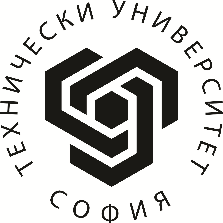 ТЕХНИЧЕСКИ УНИВЕРСИТЕТ
СОФИЯ